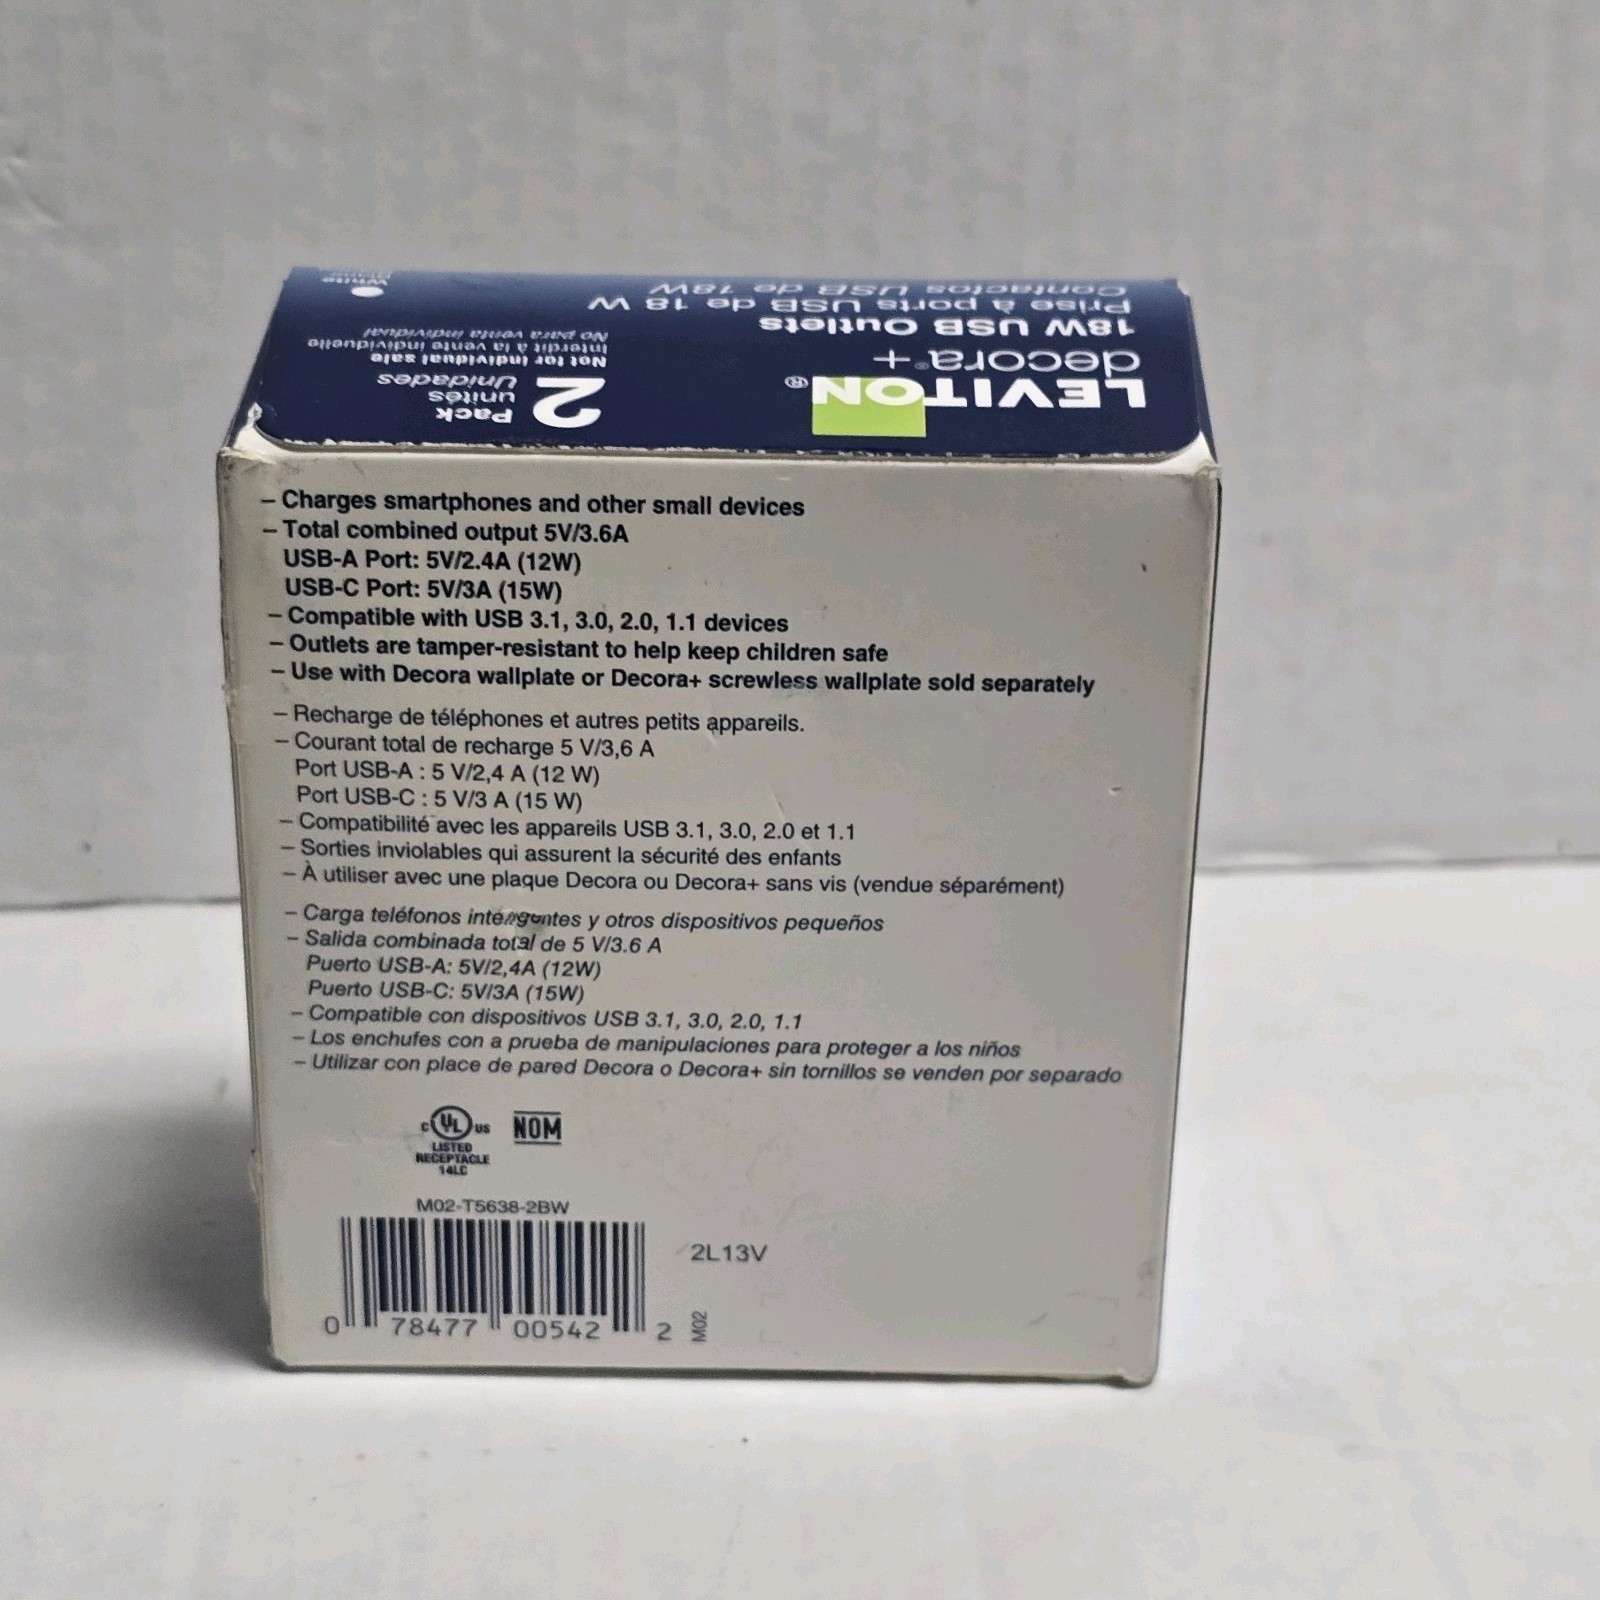 LEVITON®
decora®+
18W USB Outlets
Prise à ports USB de 18 W
Contactos USB de 18W
2
Pack
unités
Unidades
Not for individual sale
Interdit à la vente individuelle
No para venta individual
White
– Charges smartphones and other small devices
– Total combined output 5V/3.6A
USB-A Port: 5V/2.4A (12W)
USB-C Port: 5V/3A (15W)
– Compatible with USB 3.1, 3.0, 2.0, 1.1 devices
– Outlets are tamper-resistant to help keep children safe
– Use with Decora wallplate or Decora+ screwless wallplate sold separately
– Recharge de téléphones et autres petits appareils.
– Courant total de recharge 5 V/3,6 A
Port USB-A : 5 V/2,4 A (12 W)
Port USB-C : 5 V/3 A (15 W)
– Compatibilité avec les appareils USB 3.1, 3.0, 2.0 et 1.1
– Sorties inviolables qui assurent la sécurité des enfants
– À utiliser avec une plaque Decora ou Decora+ sans vis (vendue séparément)
– Carga teléfonos inteligentes y otros dispositivos pequeños
– Salida combinada total de 5 V/3.6 A
Puerto USB-A: 5V/2,4A (12W)
Puerto USB-C: 5V/3A (15W)
– Compatible con dispositivos USB 3.1, 3.0, 2.0, 1.1
– Los enchufes con a prueba de manipulaciones para proteger a los niños
– Utilizar con place de pared Decora o Decora+ sin tornillos se venden por separado
C UL US
LISTED
RECEPTACLE
14LC
NOM
M02-T5638-2BW
2L13V
0 78477 00542 2
M02